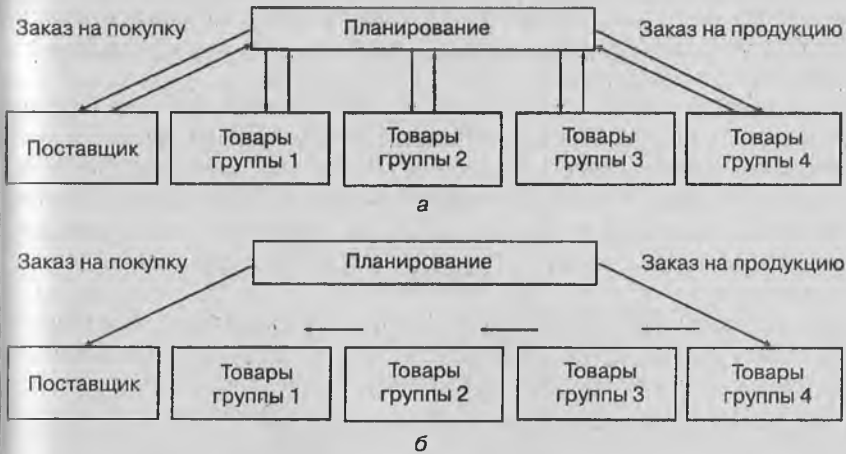 Заказ на покупку
Планирование
Заказ на продукцию
Поставщик
Товары
группы 1
Товары
группы 2
Товары
группы 3
Товары
группы 4
а
Заказ на покупку
Планирование
Заказ на продукцию
Поставщик
Товары
группы 1
Товары
группы 2
Товары
группы 3
Товары
группы 4
б